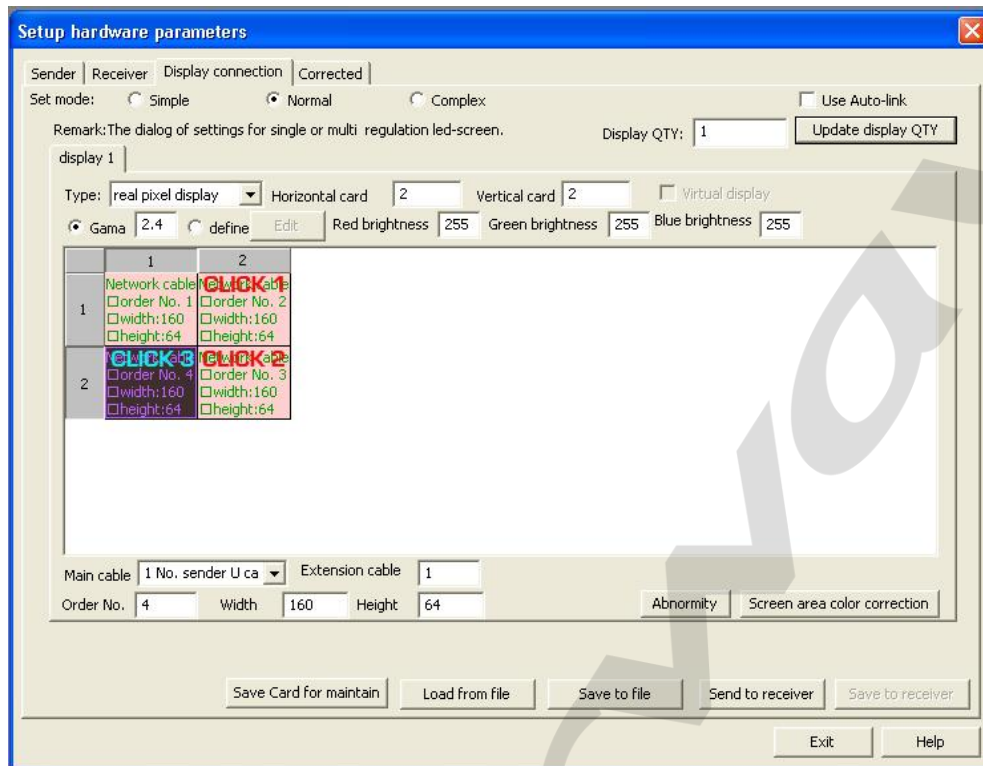 Setup hardware parameters
Sender Receiver Display connection Corrected
Set mode: Simple Normal Complex Use Auto-link
Remark:The dialog of settings for single or multi regulation led-screen. Display QTY: 1 Update display QTY
display 1
Type: real pixel display Horizontal card 2 Vertical card 2 Virtual display
Gama 2.4 define Edit Red brightness 255 Green brightness 255 Blue brightness 255
1 2
Network cable CLICK 1
order No. 1 order No. 2
1
width:160 width:160
height:64 height:64
CLICK 3 CLICK 2
order No. 4 order No. 3
2
width:160 width:160
height:64 height:64
Main cable 1 No. sender U ca Extension cable 1
Order No. 4 Width 160 Height 64 Abnormity Screen area color correction
Save Card for maintain Load from file Save to file Send to receiver Save to receiver
Exit Help